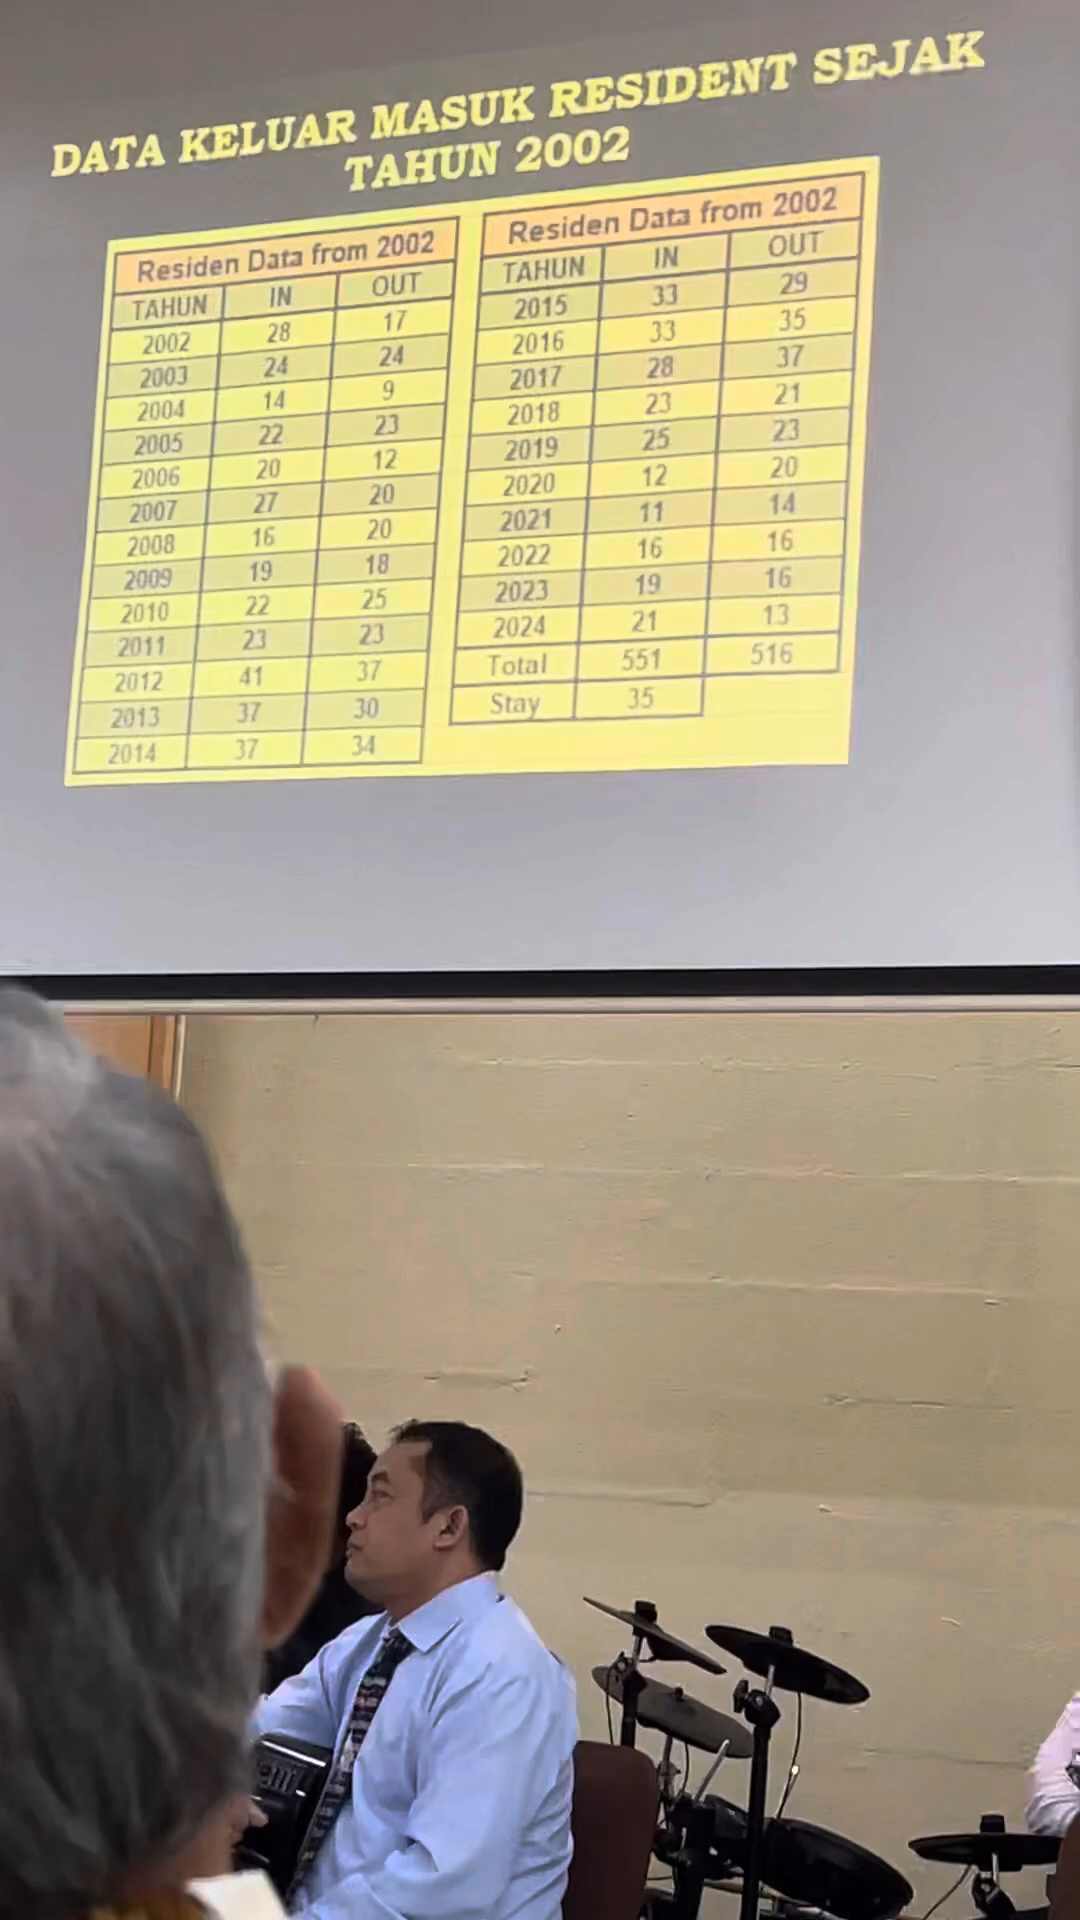 DATA KELUAR MASUK RESIDENT SEJAK
TAHUN 2002
Residen Data from 2002
TAHUN IN OUT
2002 28 17
2003 24 24
2004 14 9
2005 22 23
2006 20 12
2007 27 20
2008 16 20
2009 19 18
2010 22 25
2011 23 23
2012 41 37
2013 37 30
2014 37 34
Residen Data from 2002
TAHUN IN OUT
2015 33 29
2016 33 35
2017 28 37
2018 23 21
2019 25 23
2020 12 20
2021 11 14
2022 16 16
2023 19 16
2024 21 13
Total 551 516
Stay 35